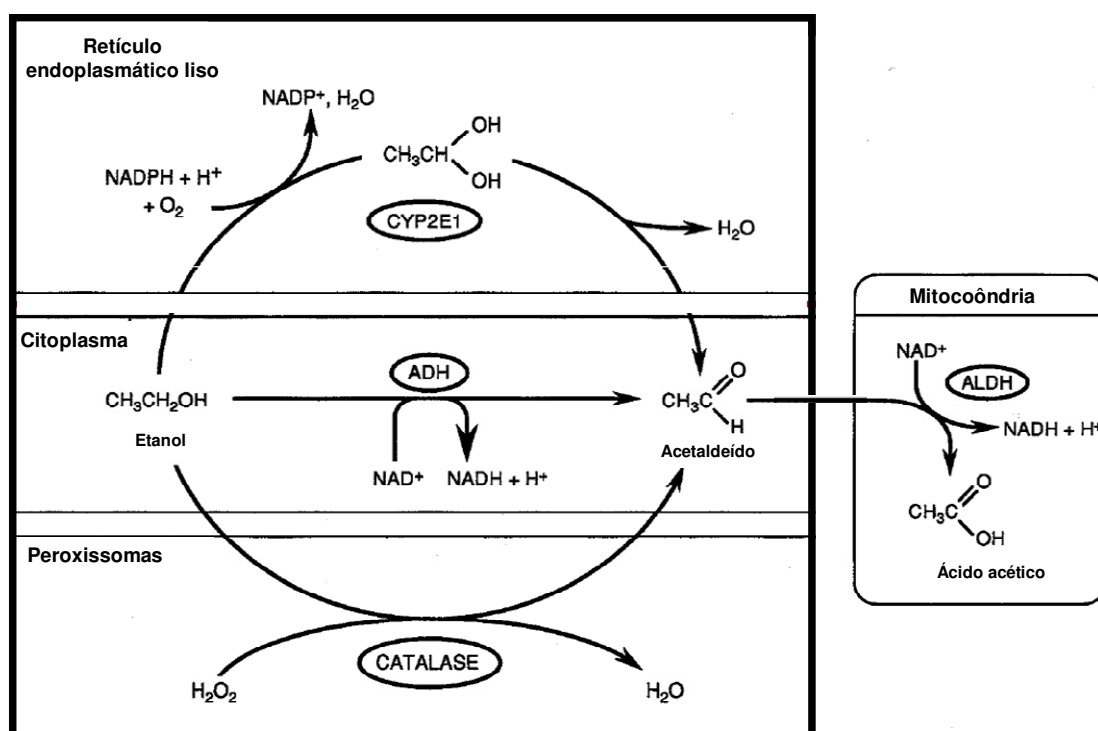 Retículo
endoplasmático liso
NADP⁺, H₂O
OH
CH₃CH
OH
NADPH + H⁺
+ O₂
CYP2E1
H₂O
Citoplasma
ADH
CH₃CH₂OH
Etanol
NAD⁺
NADH + H⁺
O
CH₃C
H
Acetaldeído
Mitocoôndria
NAD⁺
ALDH
NADH + H⁺
O
CH₃C
OH
Ácido acético
Peroxissomas
CATALASE
H₂O₂
H₂O